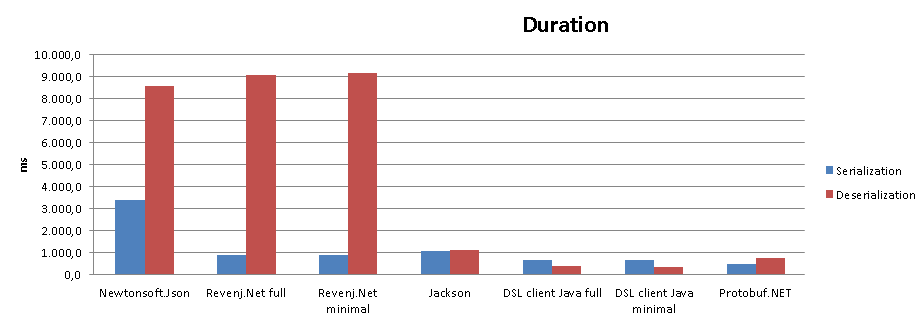 Duration
10.000,0
9.000,0
8.000,0
7.000,0
6.000,0
5.000,0
4.000,0
3.000,0
2.000,0
1.000,0
0,0
ms
Newtonsoft.Json
Revenj.Net full
Revenj.Net
minimal
Jackson
DSL client Java full
DSL client Java
minimal
Protobuf.NET
Serialization
Deserialization